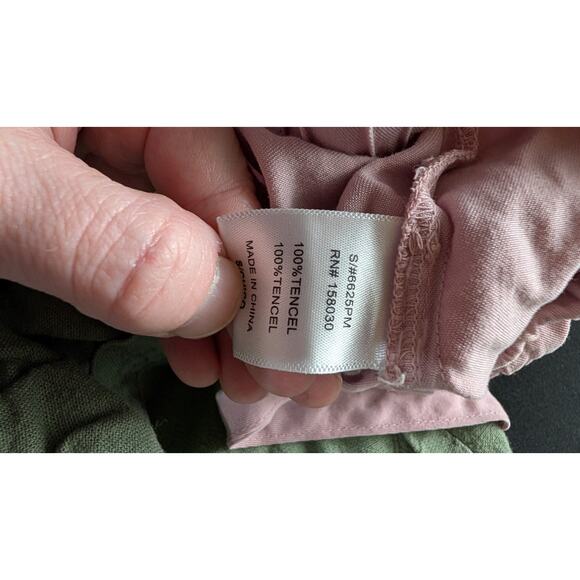 S/#6625PM
RN# 158030
100%TENCEL
100%TENCEL
MADE IN CHINA